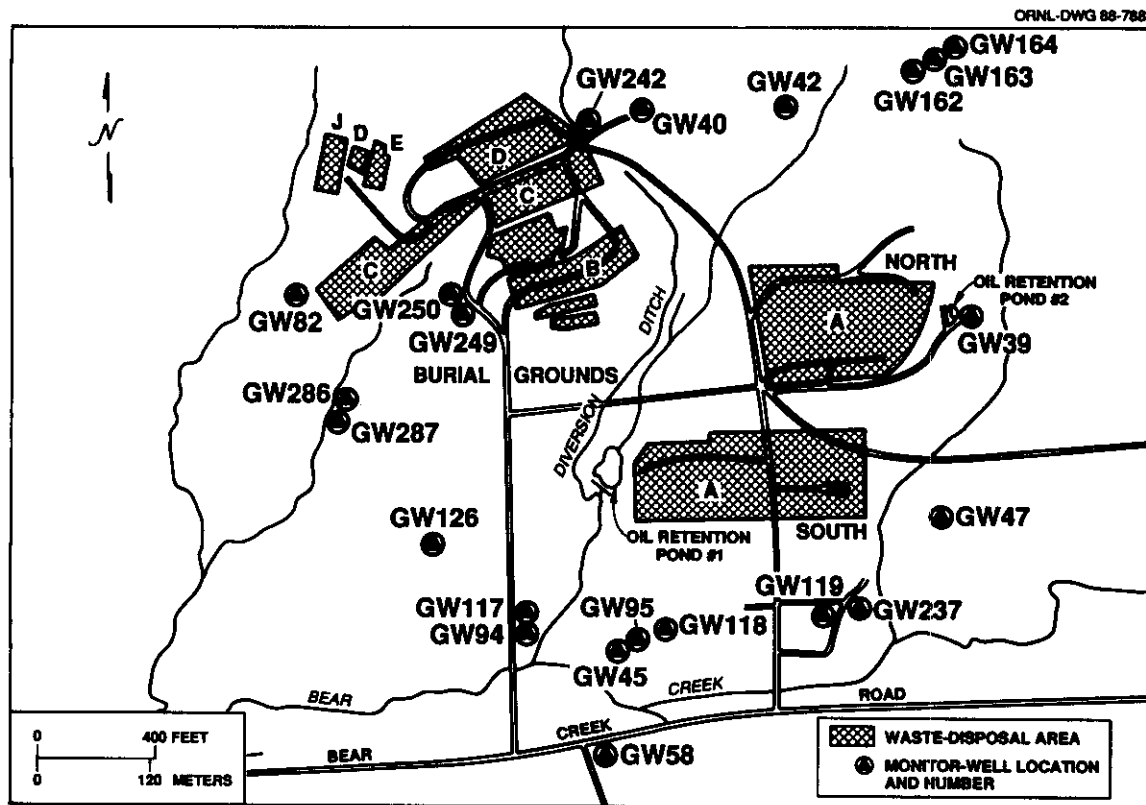 ORNL-DWG 88-788
GW164
GW163
GW162
GW242
GW42
GW40
N
J
D
E
D
C
C
B
NORTH
OIL RETENTION
POND #2
A
GW39
GW82
GW250
GW249
DITCH
BURIAL GROUNDS
DIVERSION
GW286
GW287
A
GW126
GW47
OIL RETENTION
POND #1
SOUTH
GW119
GW117
GW94
GW95
GW118
GW237
GW45
BEAR
CREEK
ROAD
0 400 FEET
0 120 METERS
BEAR
CREEK
GW58
WASTE-DISPOSAL AREA
MONITOR-WELL LOCATION
AND NUMBER